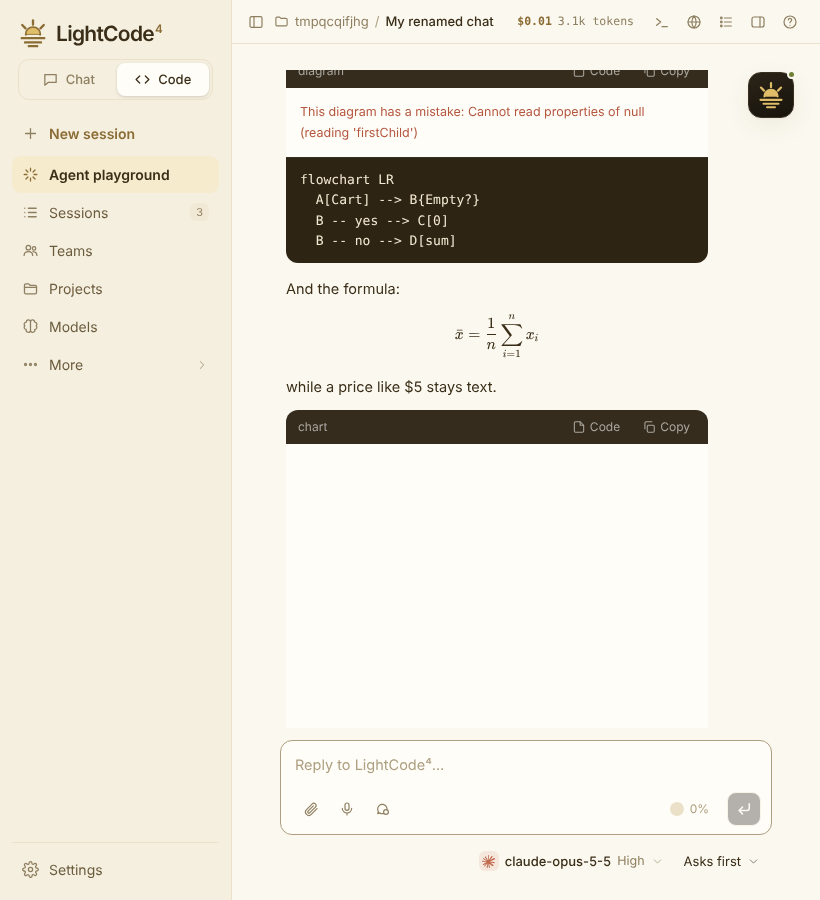 LightCode⁴
tmpqcqifjhg / My renamed chat
$0.01 3.1k tokens
Chat
Code
New session
Agent playground
Sessions
3
Teams
Projects
Models
More
Settings
diagram
Code
Copy
This diagram has a mistake: Cannot read properties of null
(reading 'firstChild')
flowchart LR
A[Cart] --> B{Empty?}
B -- yes --> C[0]
B -- no --> D[sum]
And the formula:
x̄ = 1/n ∑ i=1 n xᵢ
while a price like $5 stays text.
chart
Code
Copy
Reply to LightCode⁴...
0%
claude-opus-5-5 High
Asks first